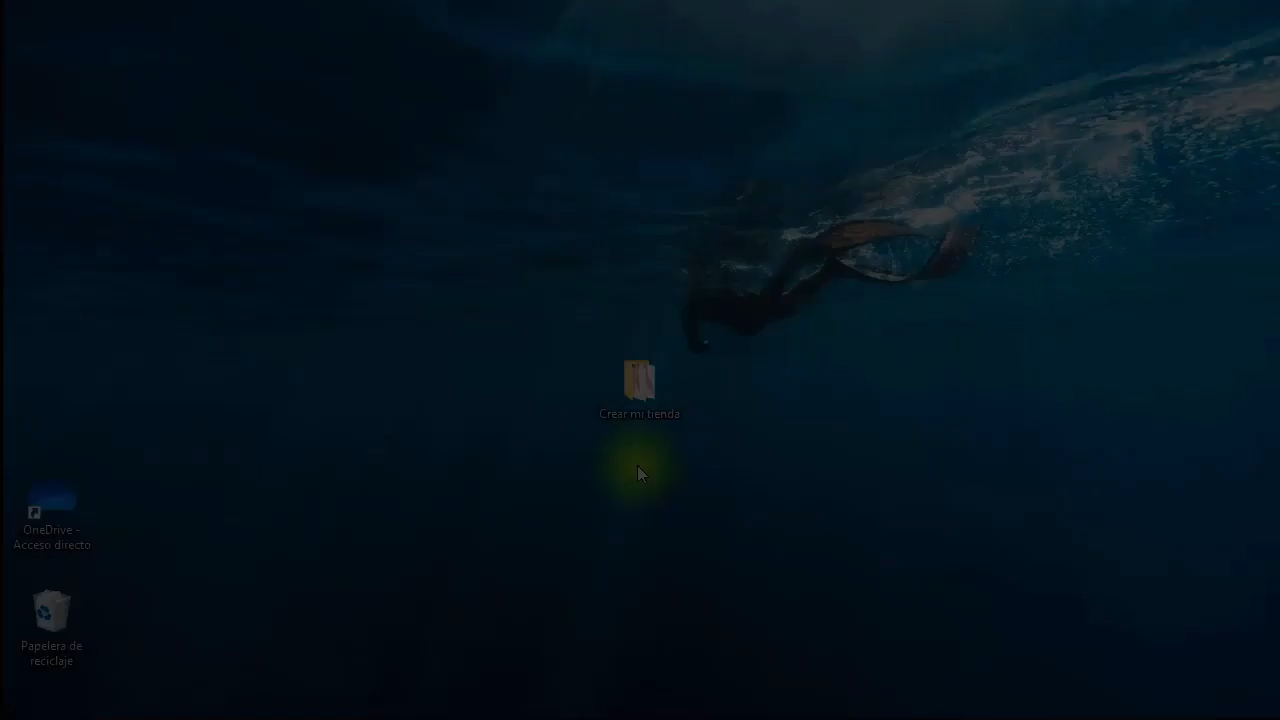 Crear mi tienda
OneDrive -
Acceso directo
Papelera de
reciclaje